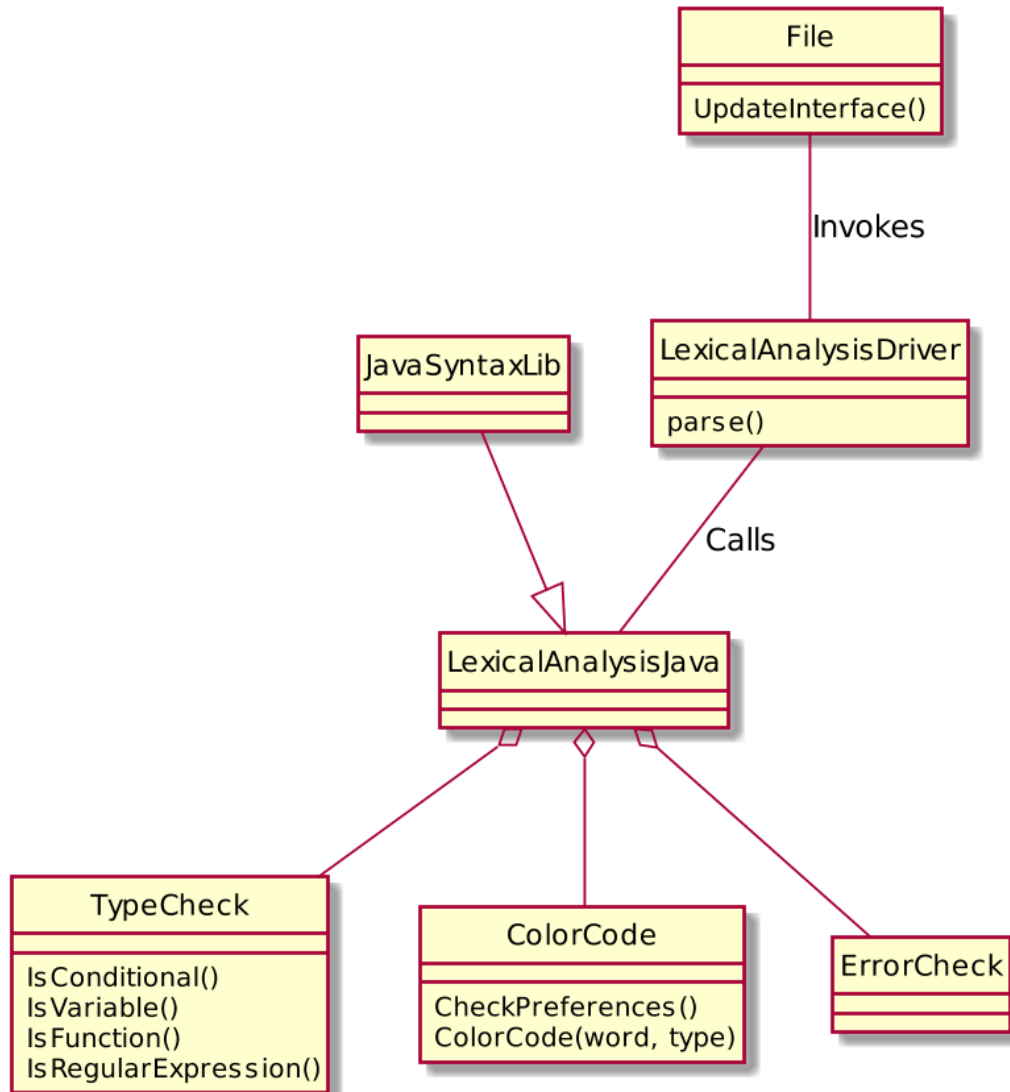 File
UpdateInterface()
Invokes
JavaSyntaxLib
LexicalAnalysisDriver
parse()
Calls
LexicalAnalysisJava
TypeCheck
IsConditional()
IsVariable()
IsFunction()
IsRegularExpression()
ColorCode
CheckPreferences()
ColorCode(word, type)
ErrorCheck